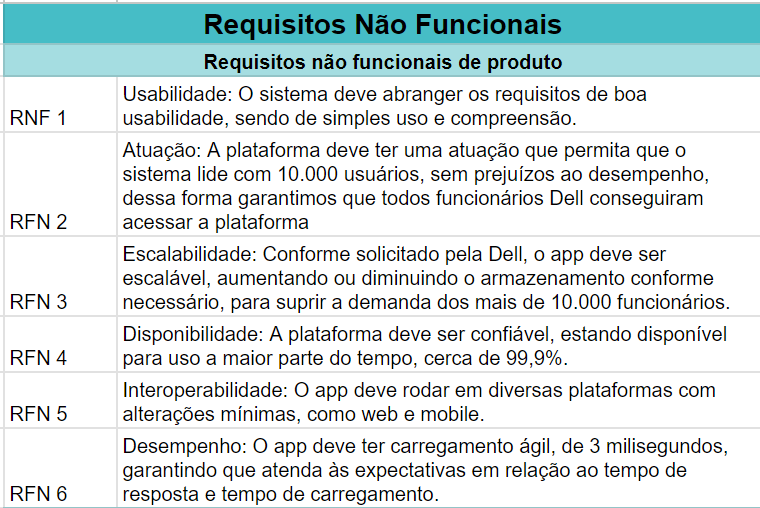 Requisitos Não Funcionais
Requisitos não funcionais de produto
RNF 1
Usabilidade: O sistema deve abranger os requisitos de boa
usabilidade, sendo de simples uso e compreensão.
RFN 2
Atuação: A plataforma deve ter uma atuação que permita que o
sistema lide com 10.000 usuários, sem prejuízos ao desempenho,
dessa forma garantimos que todos funcionários Dell conseguiram
acessar a plataforma
RFN 3
Escalabilidade: Conforme solicitado pela Dell, o app deve ser
escalável, aumentando ou diminuindo o armazenamento conforme
necessário, para suprir a demanda dos mais de 10.000 funcionários.
RFN 4
Disponibilidade: A plataforma deve ser confiável, estando disponível
para uso a maior parte do tempo, cerca de 99,9%.
RFN 5
Interoperabilidade: O app deve rodar em diversas plataformas com
alterações mínimas, como web e mobile.
RFN 6
Desempenho: O app deve ter carregamento ágil, de 3 milisegundos,
garantindo que atenda às expectativas em relação ao tempo de
resposta e tempo de carregamento.